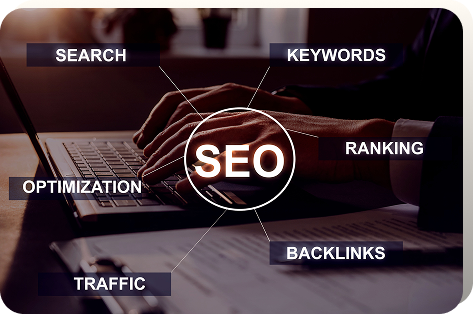 SEARCH
KEYWORDS
SEO
RANKING
OPTIMIZATION
BACKLINKS
TRAFFIC